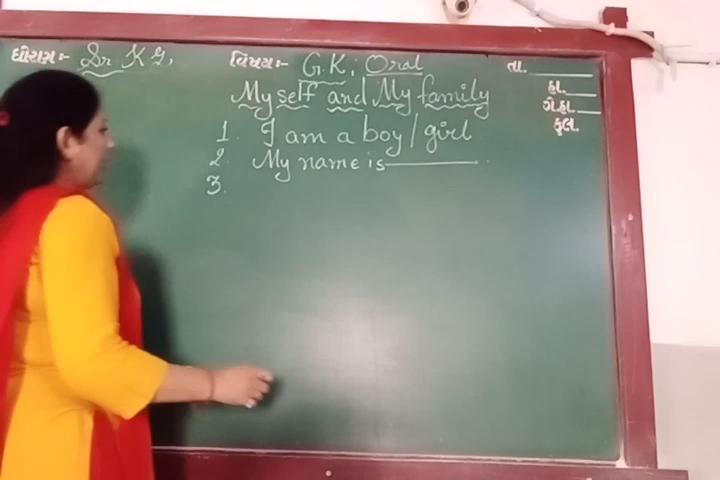 ધોરણઃ- Sr K G.
વિષયઃ- G.K; Oral
My self and My family
1. I am a boy / girl
2. My name is
3.
તા.
હા.
ગે.હા.
કુલ.